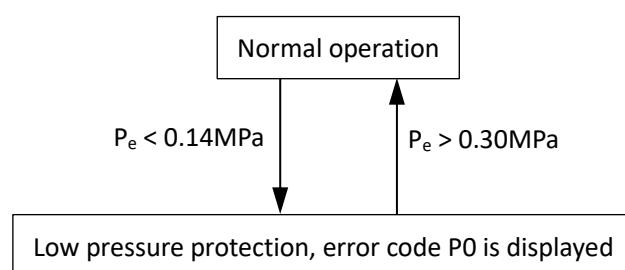 Normal operation
Pₑ < 0.14MPa
Pₑ > 0.30MPa
Low pressure protection, error code P0 is displayed